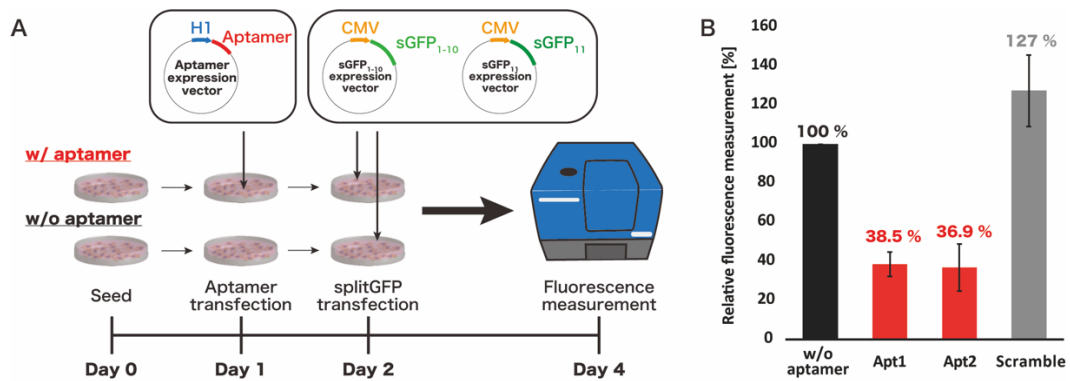 A
H1
Aptamer
Aptamer
expression
vector
CMV
sGFP1-10
sGFP1-10
expression
vector
CMV
sGFP11
sGFP11
expression
vector
w/ aptamer
w/o aptamer
Seed
Aptamer
transfection
splitGFP
transfection
Fluorescence
measurement
Day 0
Day 1
Day 2
Day 4
B
Relative fluorescence measurement [%]
160
140
120
100
80
60
40
20
0
100 %
38.5 %
36.9 %
127 %
w/o
aptamer
Apt1
Apt2
Scramble